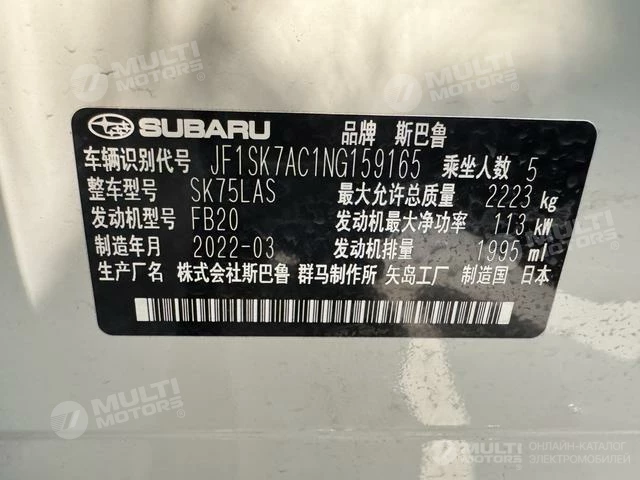 SUBARU 品牌 斯巴鲁
车辆识别代号 JF1SK7AC1NG159165 乘坐人数 5
整车型号 SK75LAS 最大允许总质量 2223 kg
发动机型号 FB20 发动机最大净功率 113 kW
制造年月 2022-03 发动机排量 1995 ml
生产厂名 株式会社斯巴鲁 群马制作所 矢岛工厂 制造国 日本
MULTI MOTORS
MULTI MOTORS
MULTI MOTORS
MULTI MOTORS
ОНЛАЙН-КАТАЛОГ
ЭЛЕКТРОМОБИЛЕЙ